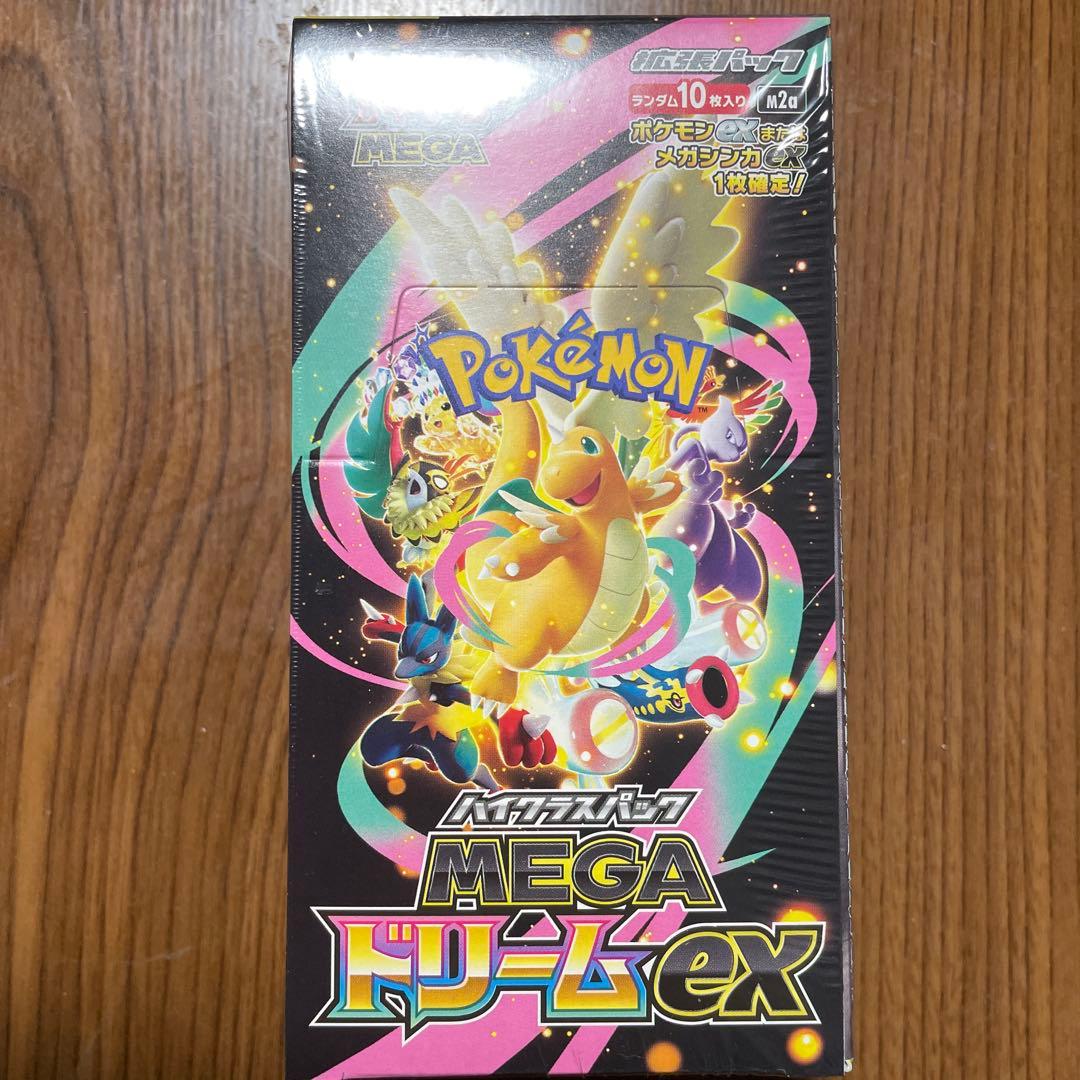 拡張パック
ランダム10枚入り M2a
ポケモンexまたは
メガシンカex
1枚確定!
MEGA
POKéMON
TM
ハイクラスパック
MEGA
ドリームex